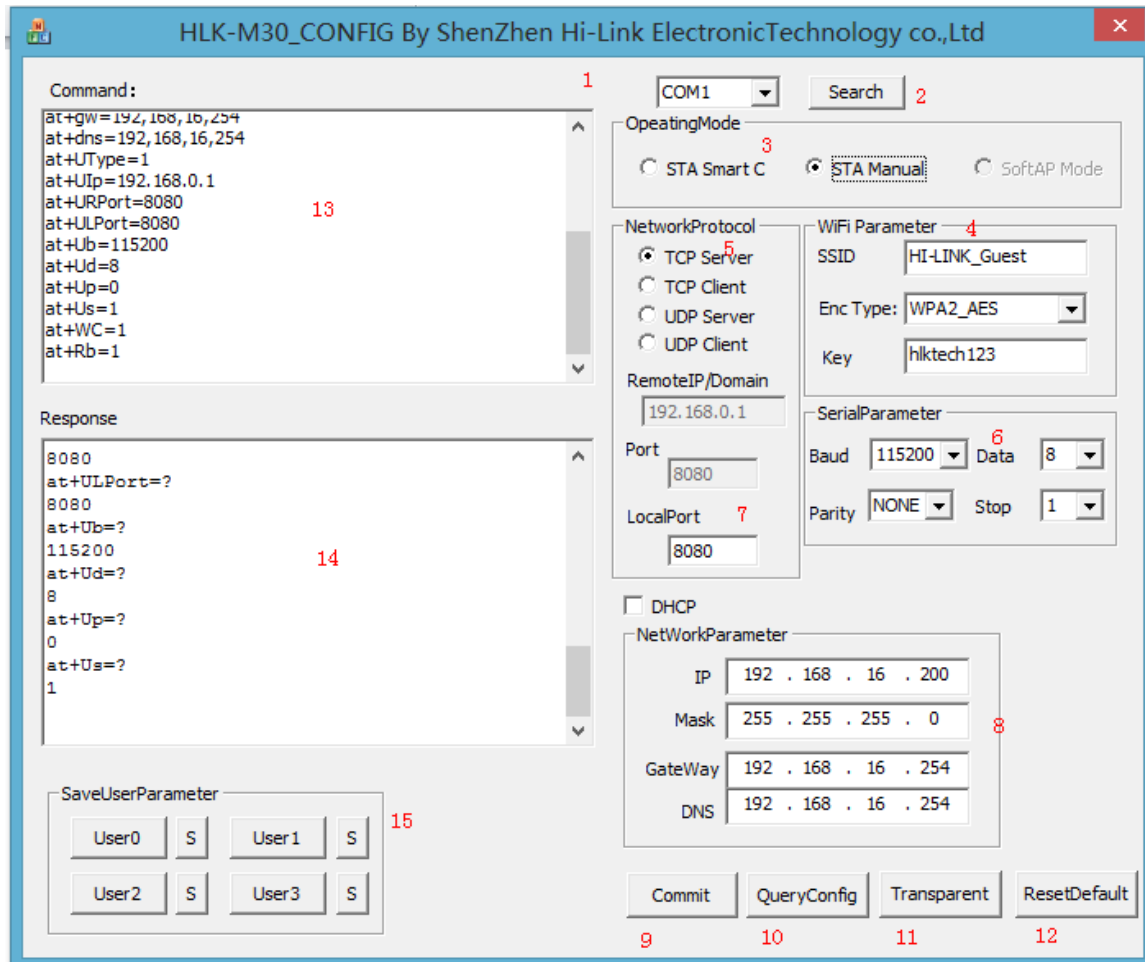 HLK-M30_CONFIG By ShenZhen Hi-Link ElectronicTechnology co.,Ltd
Command:
1
COM1
Search
2
at+gw=192,168,16,254
at+dns=192,168,16,254
at+UType=1
at+UIp=192.168.0.1
at+URPort=8080
at+ULPort=8080
at+Ub=115200
at+Ud=8
at+Up=0
at+Us=1
at+WC=1
at+Rb=1
13
OpeatingMode
3
STA Smart C
STA Manual
SoftAP Mode
NetworkProtocol
5
TCP Server
TCP Client
UDP Server
UDP Client
RemoteIP/Domain
192.168.0.1
Port
8080
LocalPort
7
8080
WiFi Parameter
4
SSID
HI-LINK_Guest
Enc Type:
WPA2_AES
Key
hlktech123
SerialParameter
6
Baud
115200
Data
8
Parity
NONE
Stop
1
Response
8080
at+ULPort=?
8080
at+Ub=?
115200
at+Ud=?
8
at+Up=?
0
at+Us=?
1
14
DHCP
NetWorkParameter
IP
192 . 168 . 16 . 200
Mask
255 . 255 . 255 . 0
8
GateWay
192 . 168 . 16 . 254
DNS
192 . 168 . 16 . 254
SaveUserParameter
15
User0
S
User1
S
User2
S
User3
S
Commit
QueryConfig
Transparent
ResetDefault
9
10
11
12